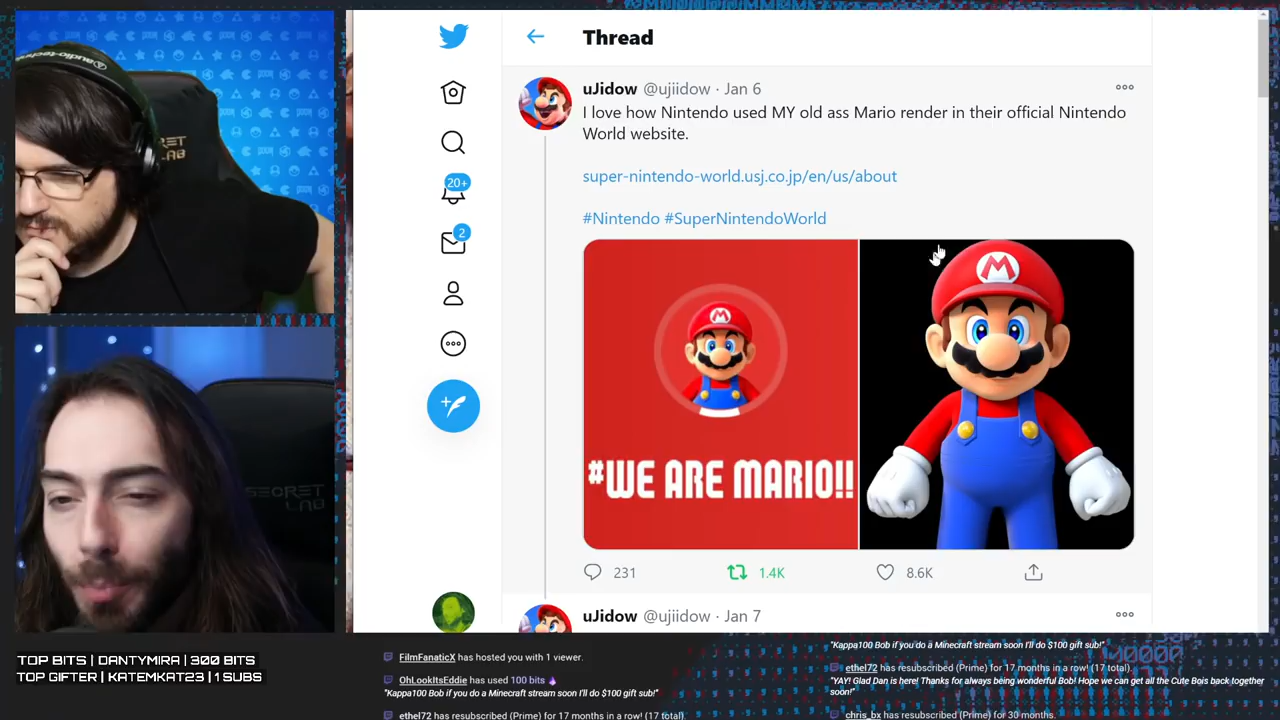 SECRET LAB
SECRET LAB
TOP BITS | DANTYMIRA | 300 BITS
TOP GIFTER | KATEMKAT23 | 1 SUBS
20+
2
Thread
uJidow @ujiidow · Jan 6
I love how Nintendo used MY old ass Mario render in their official Nintendo
World website.
super-nintendo-world.usj.co.jp/en/us/about
#Nintendo #SuperNintendoWorld
M
#WE ARE MARIO!!
M
231 1.4K 8.6K
uJidow @ujiidow · Jan 7
FilmFanaticX has hosted you with 1 viewer.
OhLookItsEddie has used 100 bits
"Kappa100 Bob if you do a Minecraft stream soon I'll do $100 gift sub!"
ethel72 has resubscribed (Prime) for 17 months in a row! (17 total).
"Kappa100 Bob if you do a Minecraft stream soon I'll do $100 gift sub!"
ethel72 has resubscribed (Prime) for 17 months in a row! (17 total).
"YAY! Glad Dan is here! Thanks for always being wonderful Bob! Hope we can get all the Cute Bois back together
soon!"
chris_bx has resubscribed (Prime) for 30 months.